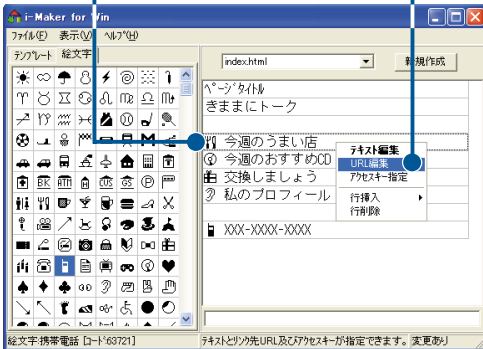 i-Maker for Win
ファイル(F) 表示(V) ヘルプ(H)
テンプレート 絵文字
index.html
新規作成
ページタイトル
きままにトーク
今週のうまい店
今週のおすすめCD
交換しましょう
私のプロフィール
XXX-XXXX-XXXX
テキスト編集
URL編集
アクセスキー指定
行挿入
行削除
BK ATM
GS
絵文字:携帯電話 [コード:63721]
テキストとリンク先URL及びアクセスキーが指定できます。 変更あり